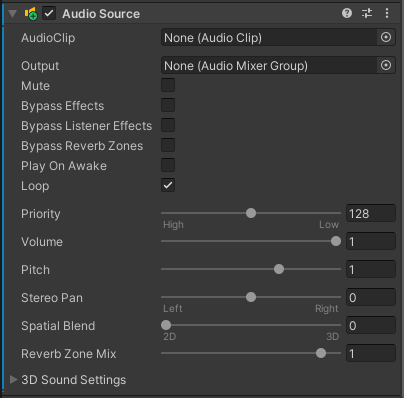 Audio Source
AudioClip None (Audio Clip)
Output None (Audio Mixer Group)
Mute
Bypass Effects
Bypass Listener Effects
Bypass Reverb Zones
Play On Awake
Loop
Priority 128
High Low
Volume 1
Pitch 1
Stereo Pan 0
Left Right
Spatial Blend 0
2D 3D
Reverb Zone Mix 1
3D Sound Settings